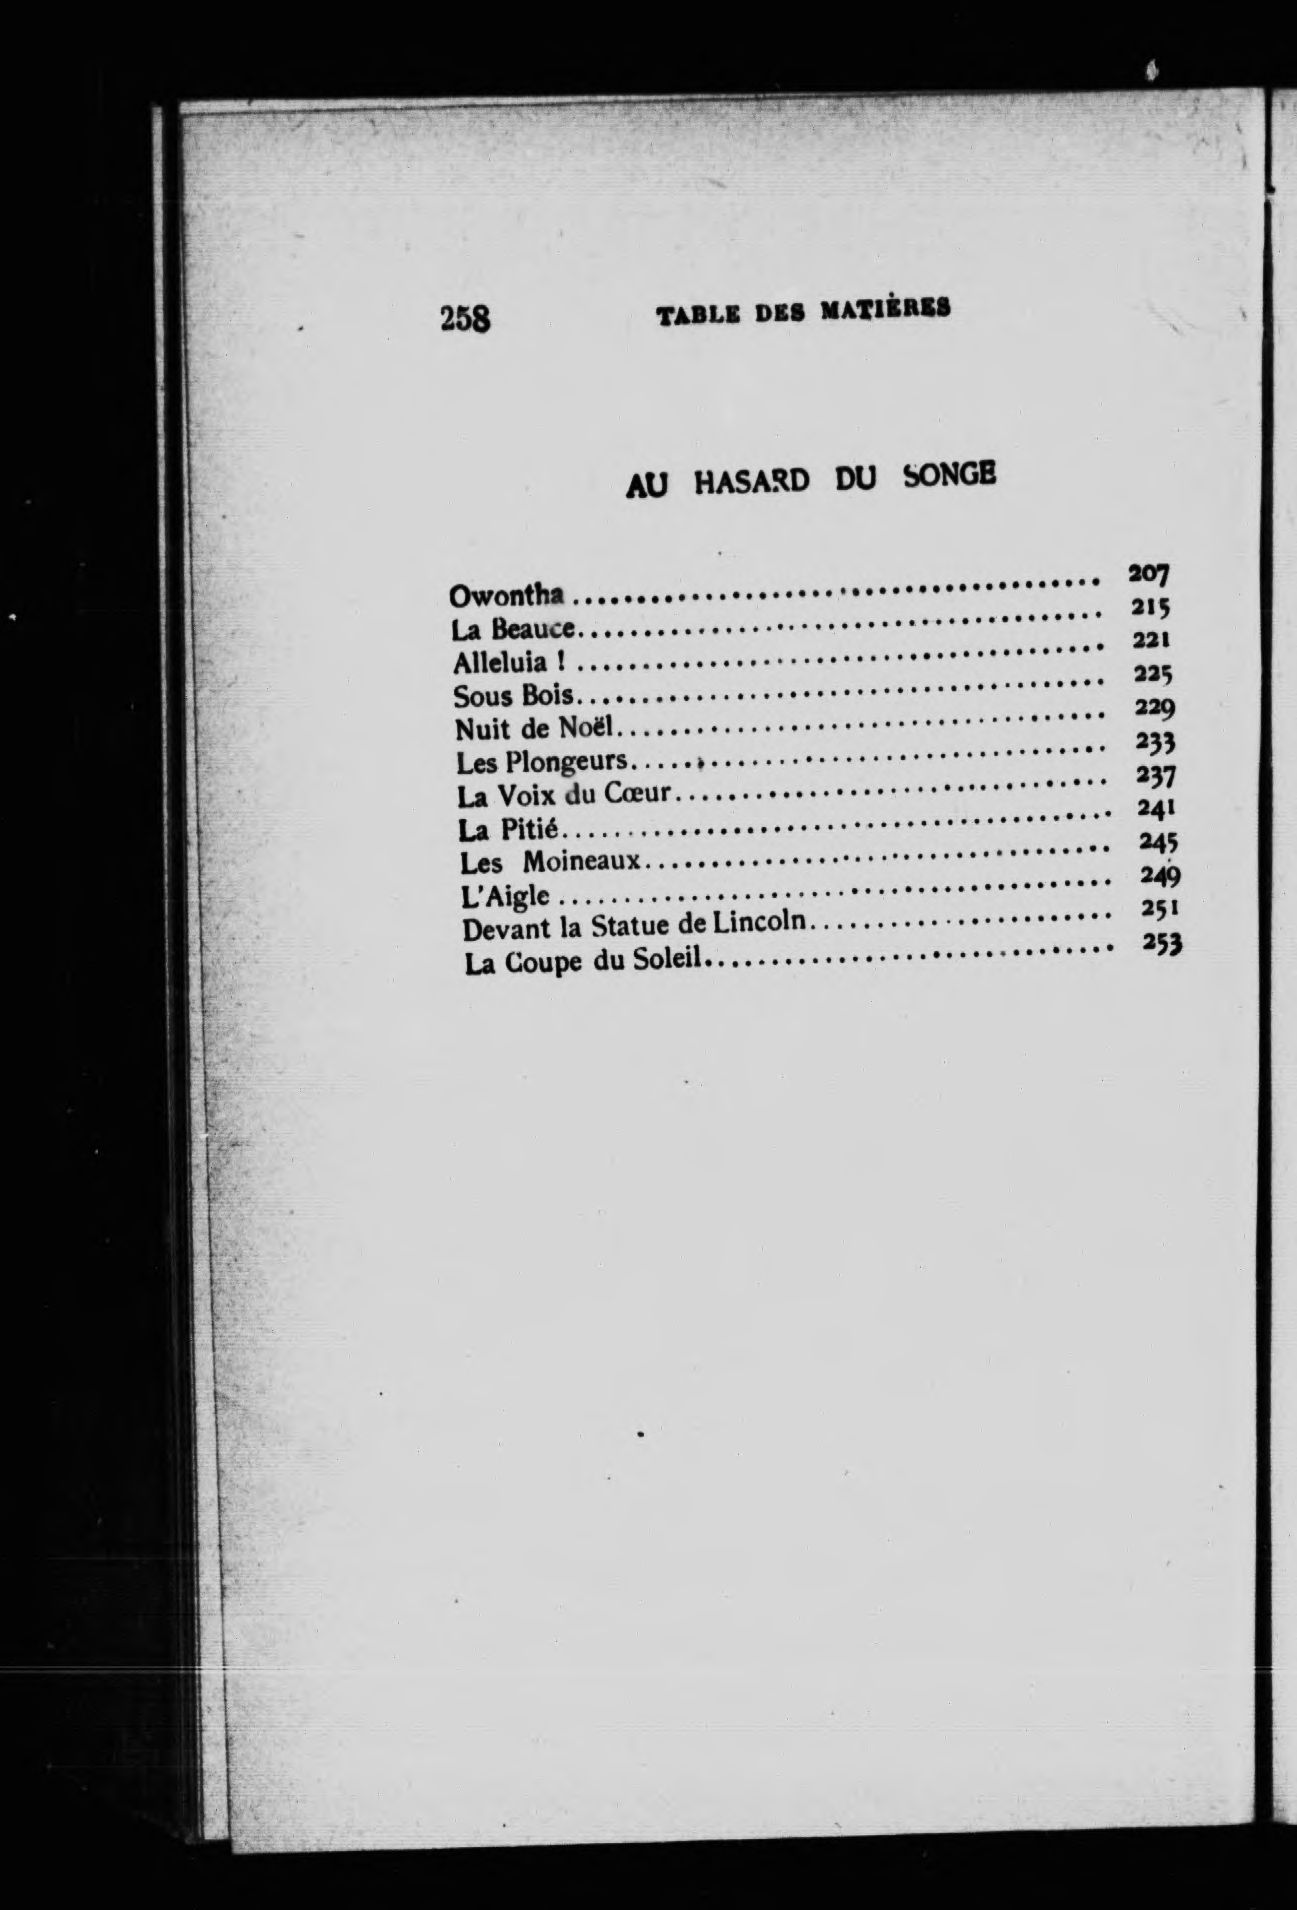 258 TABLE DES MATIÈRES
AU HASARD DU SONGE
Owontha ........................................ 207
La Beauce........................................ 215
Alleluia ! ........................................ 221
Sous Bois........................................ 225
Nuit de Noël..................................... 229
Les Plongeurs.................................... 233
La Voix du Cœur................................. 237
La Pitié.......................................... 241
Les Moineaux.................................... 245
L'Aigle .......................................... 249
Devant la Statue de Lincoln....................... 251
La Coupe du Soleil............................... 253